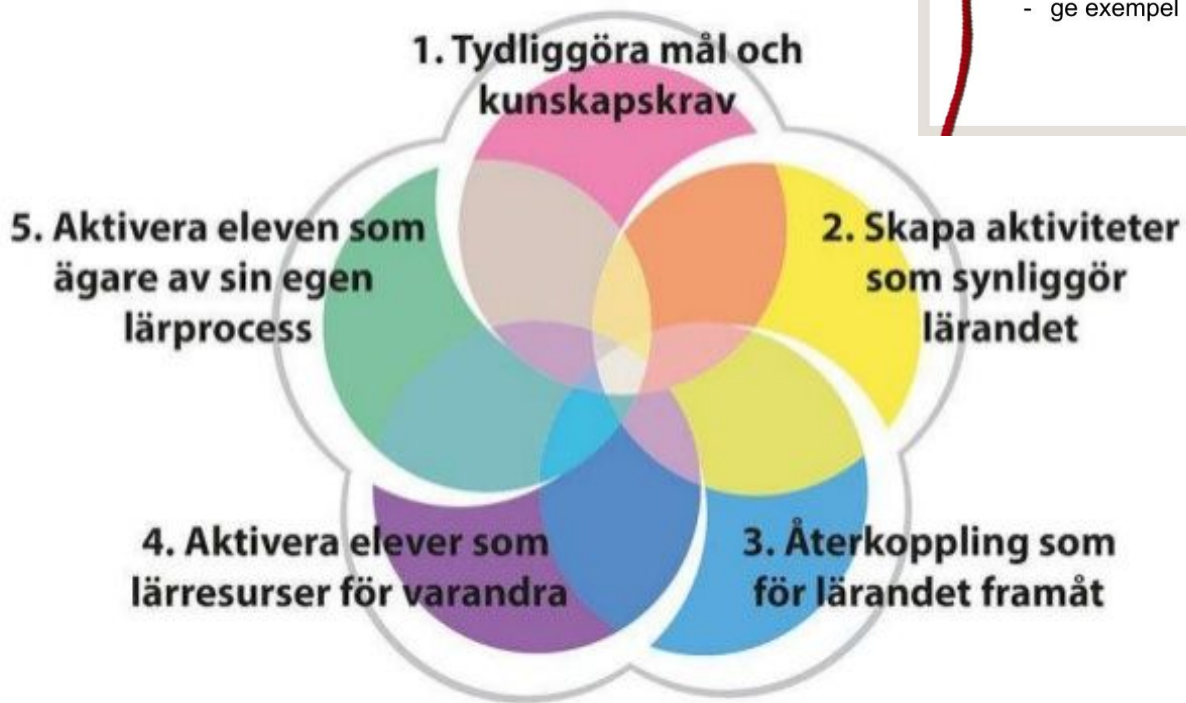 - ge exempel
1. Tydliggöra mål och
kunskapskrav
2. Skapa aktiviteter
som synliggör
lärandet
3. Återkoppling som
för lärandet framåt
4. Aktivera elever som
lärresurser för varandra
5. Aktivera eleven som
ägare av sin egen
lärprocess